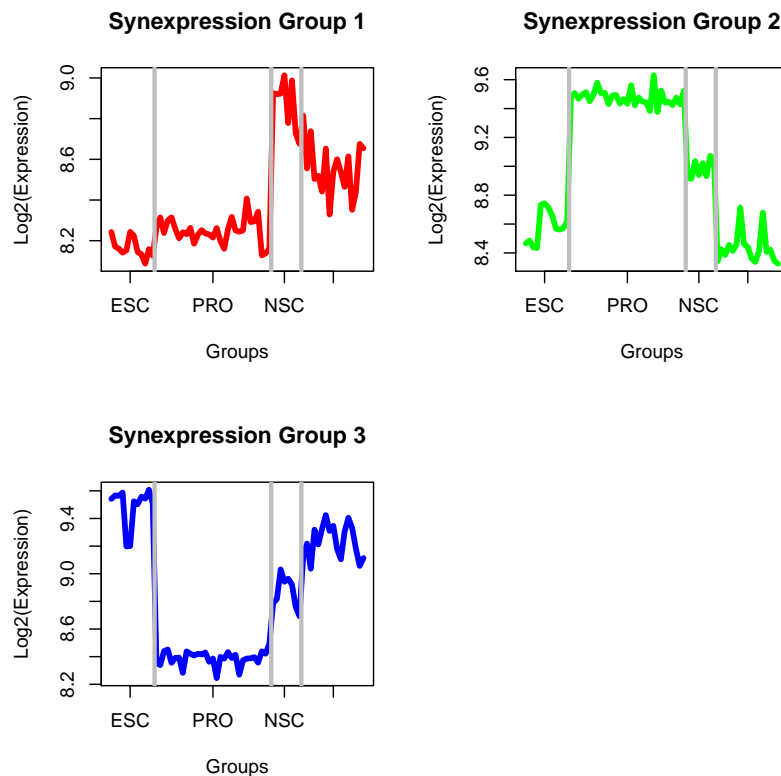 Synexpression Group 1
Log2(Expression)
9.0
8.6
8.2
ESC PRO NSC
Groups
Synexpression Group 2
Log2(Expression)
9.6
9.2
8.8
8.4
ESC PRO NSC
Groups
Synexpression Group 3
Log2(Expression)
9.4
9.0
8.6
8.2
ESC PRO NSC
Groups